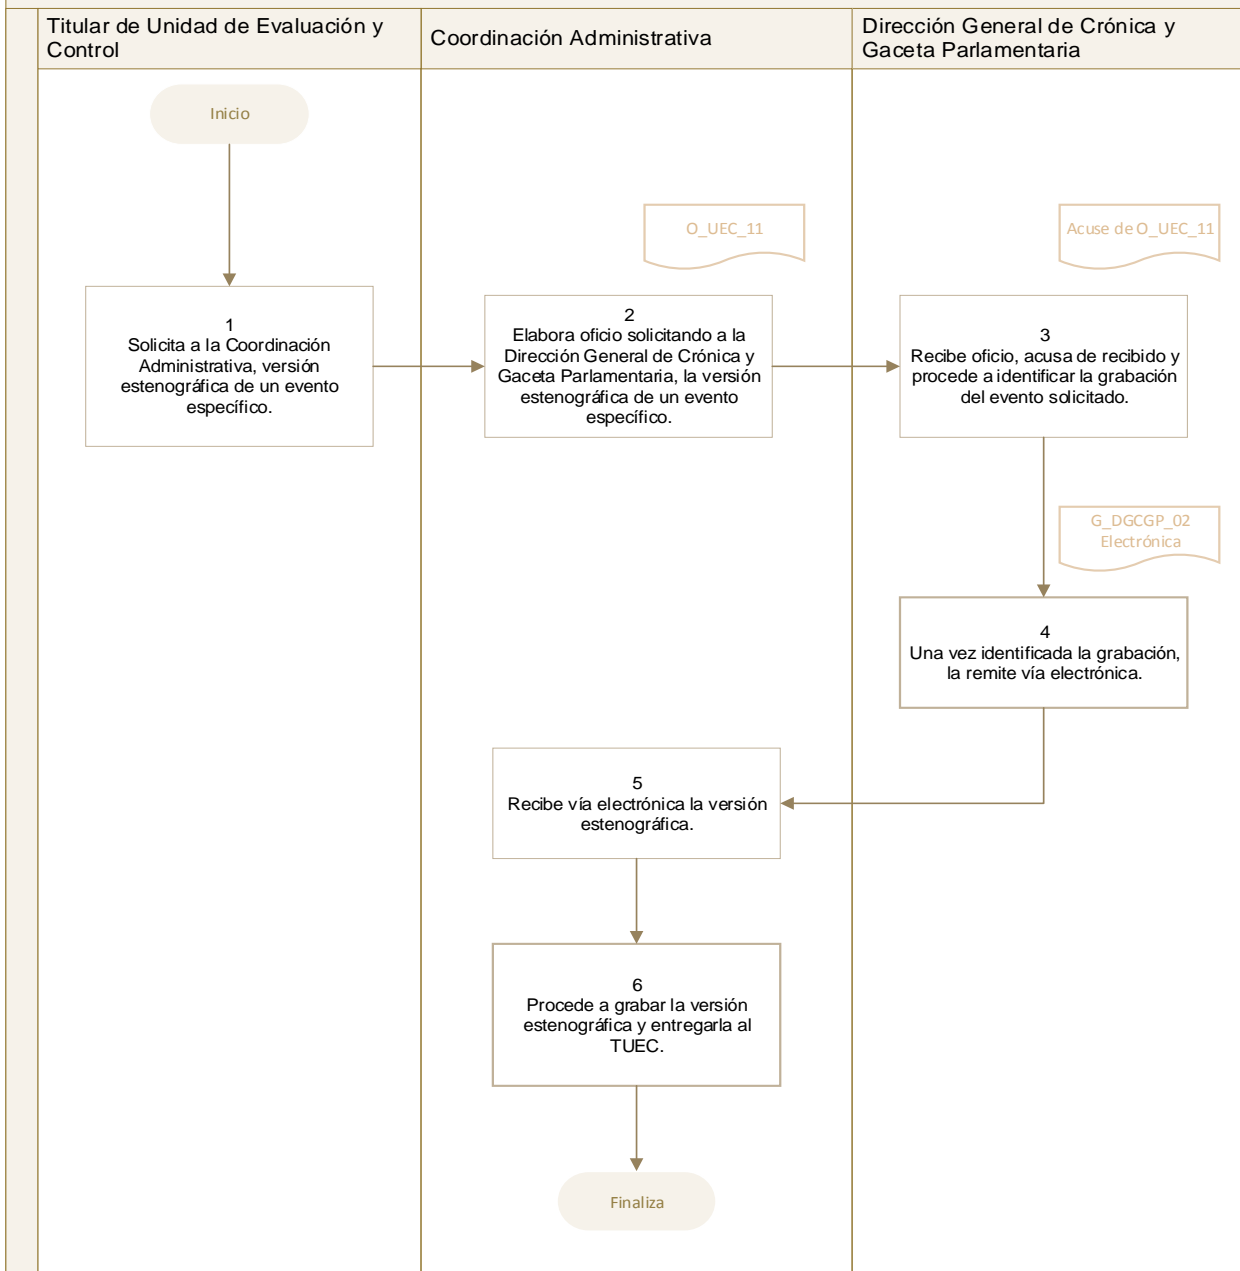 Titular de Unidad de Evaluación y
Control
Coordinación Administrativa
Dirección General de Crónica y
Gaceta Parlamentaria
Inicio
O_UEC_11
Acuse de O_UEC_11
1
Solicita a la Coordinación
Administrativa, versión
estenográfica de un evento
específico.
2
Elabora oficio solicitando a la
Dirección General de Crónica y
Gaceta Parlamentaria, la versión
estenográfica de un evento
específico.
3
Recibe oficio, acusa de recibido y
procede a identificar la grabación
del evento solicitado.
G_DGCGP_02
Electrónica
4
Una vez identificada la grabación,
la remite vía electrónica.
5
Recibe vía electrónica la versión
estenográfica.
6
Procede a grabar la versión
estenográfica y entregarla al
TUEC.
Finaliza